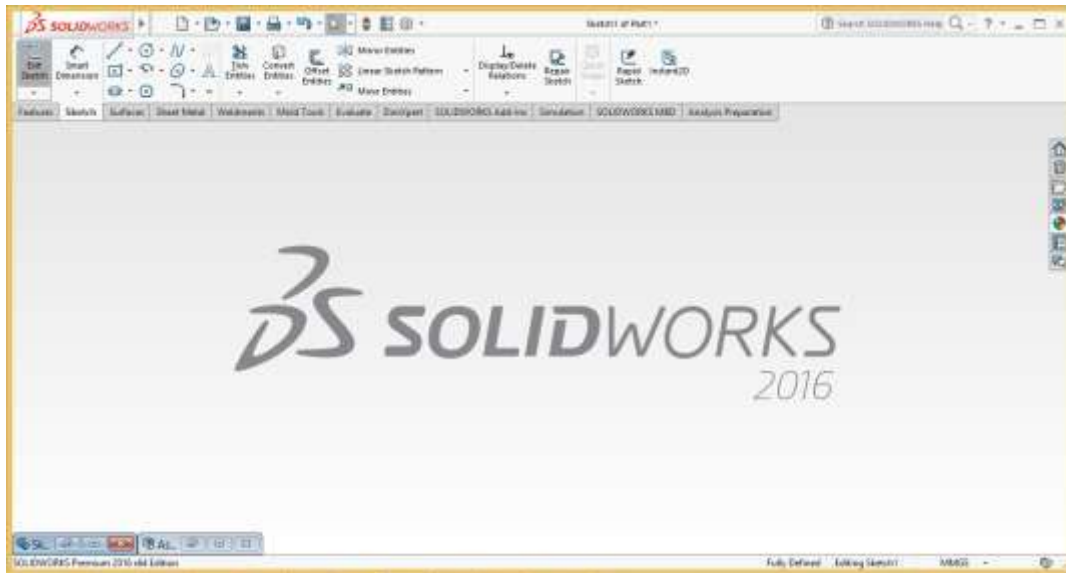 SOLIDWORKS
Sketch1 of Part1 *
Search SOLIDWORKS Help
Exit Sketch
Smart Dimension
Trim Entities
Convert Entities
Offset Entities
Mirror Entities
Linear Sketch Pattern
Move Entities
Display/Delete Relations
Repair Sketch
Rapid Sketch
Instant2D
Features Sketch Surfaces Sheet Metal Weldments Mold Tools Evaluate DimXpert SOLIDWORKS Add-Ins Simulation SOLIDWORKS MBD Analysis Preparation
SOLIDWORKS
2016
SOLIDWORKS Premium 2016 x64 Edition
Fully Defined Editing Sketch1 MMGS